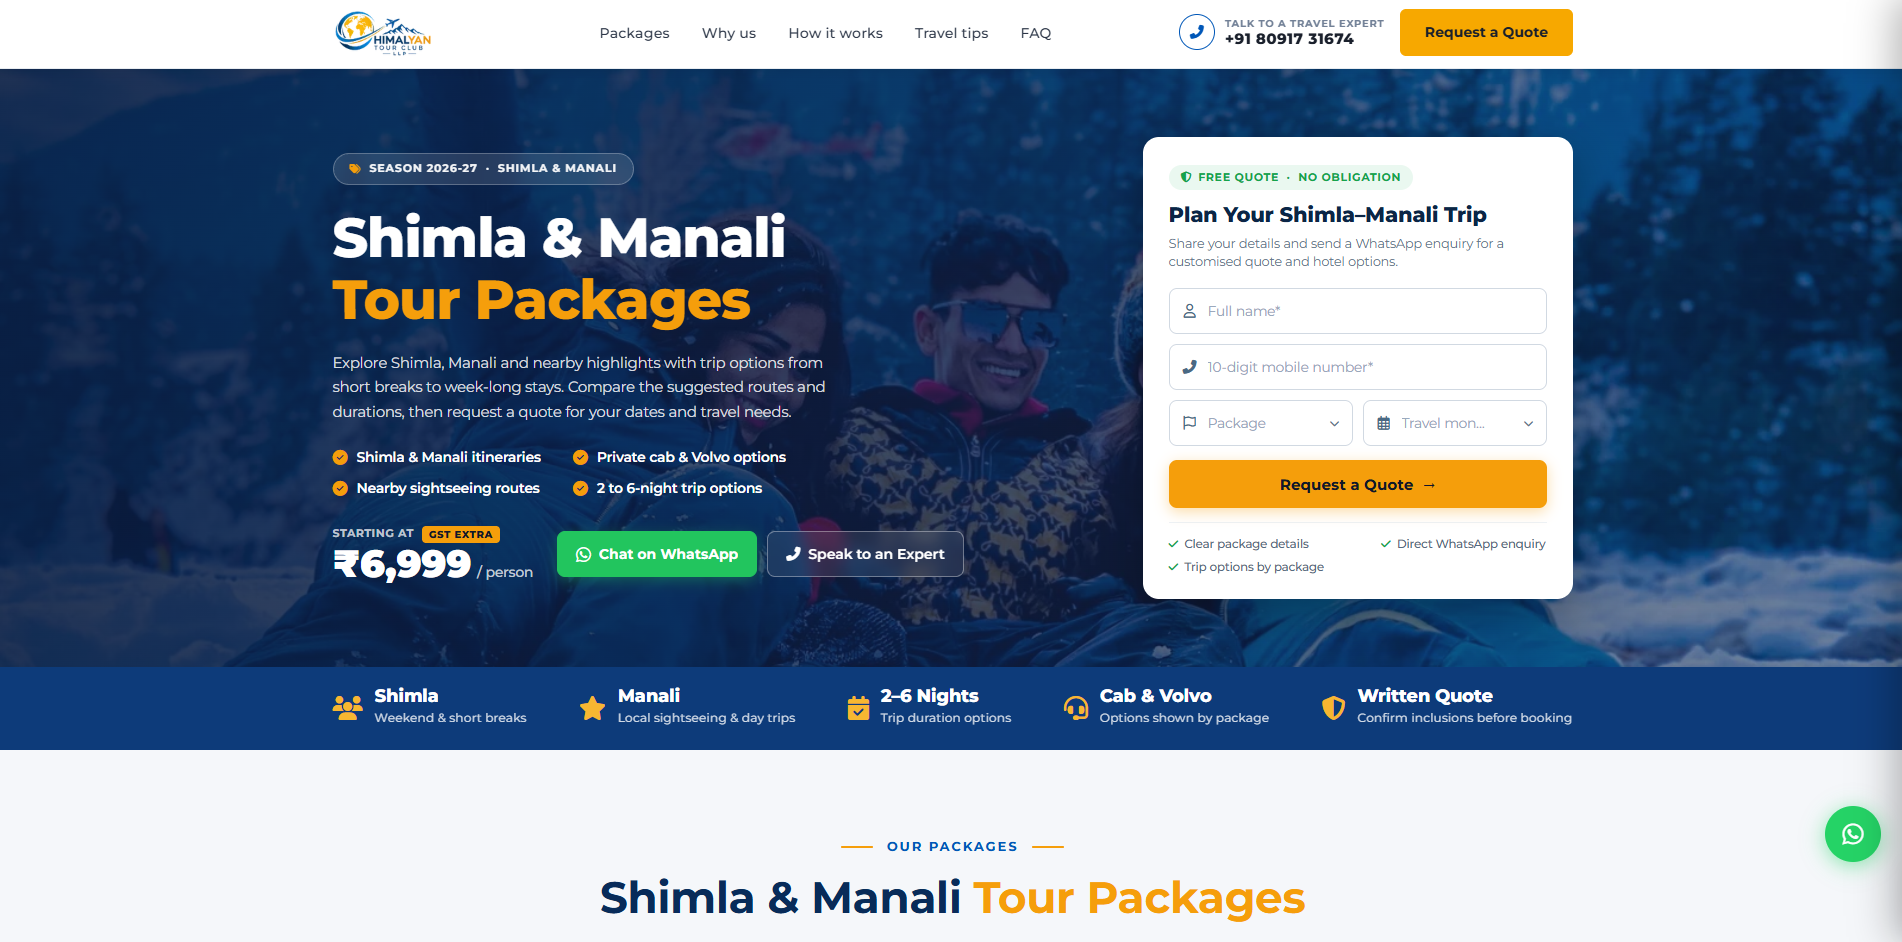 HIMALYAN
TOUR CLUB
LLP
Packages
Why us
How it works
Travel tips
FAQ
TALK TO A TRAVEL EXPERT
+91 80917 31674
Request a Quote
SEASON 2026-27 · SHIMLA & MANALI
Shimla & Manali
Tour Packages
Explore Shimla, Manali and nearby highlights with trip options from
short breaks to week-long stays. Compare the suggested routes and
durations, then request a quote for your dates and travel needs.
Shimla & Manali itineraries
Private cab & Volvo options
Nearby sightseeing routes
2 to 6-night trip options
STARTING AT GST EXTRA
₹6,999 / person
Chat on WhatsApp
Speak to an Expert
FREE QUOTE · NO OBLIGATION
Plan Your Shimla–Manali Trip
Share your details and send a WhatsApp enquiry for a
customised quote and hotel options.
Full name*
10-digit mobile number*
Package
Travel mon...
Request a Quote →
Clear package details
Direct WhatsApp enquiry
Trip options by package
Shimla
Weekend & short breaks
Manali
Local sightseeing & day trips
2–6 Nights
Trip duration options
Cab & Volvo
Options shown by package
Written Quote
Confirm inclusions before booking
OUR PACKAGES
Shimla & Manali Tour Packages